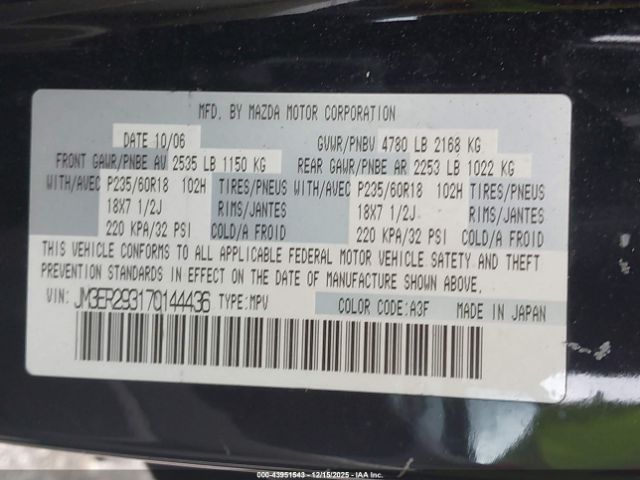 MFD. BY MAZDA MOTOR CORPORATION
DATE 10/06 GVWR/PNBV 4780 LB 2168 KG
FRONT GAWR/PNBE AV 2535 LB 1150 KG REAR GAWR/PNBE AR 2253 LB 1022 KG
WITH/AVEC P235/60R18 102H TIRES/PNEUS WITH/AVEC P235/60R18 102H TIRES/PNEUS
18X7 1/2J RIMS/JANTES 18X7 1/2J RIMS/JANTES
220 KPA/32 PSI COLD/A FROID 220 KPA/32 PSI COLD/A FROID
THIS VEHICLE CONFORMS TO ALL APPLICABLE FEDERAL MOTOR VEHICLE SAFETY AND THEFT
PREVENTION STANDARDS IN EFFECT ON THE DATE OF MANUFACTURE SHOWN ABOVE.
VIN: JM3ER293170144436 TYPE:MPV COLOR CODE:A3F MADE IN JAPAN
000-43951543 - 12/15/2025 - ©IAA Inc.